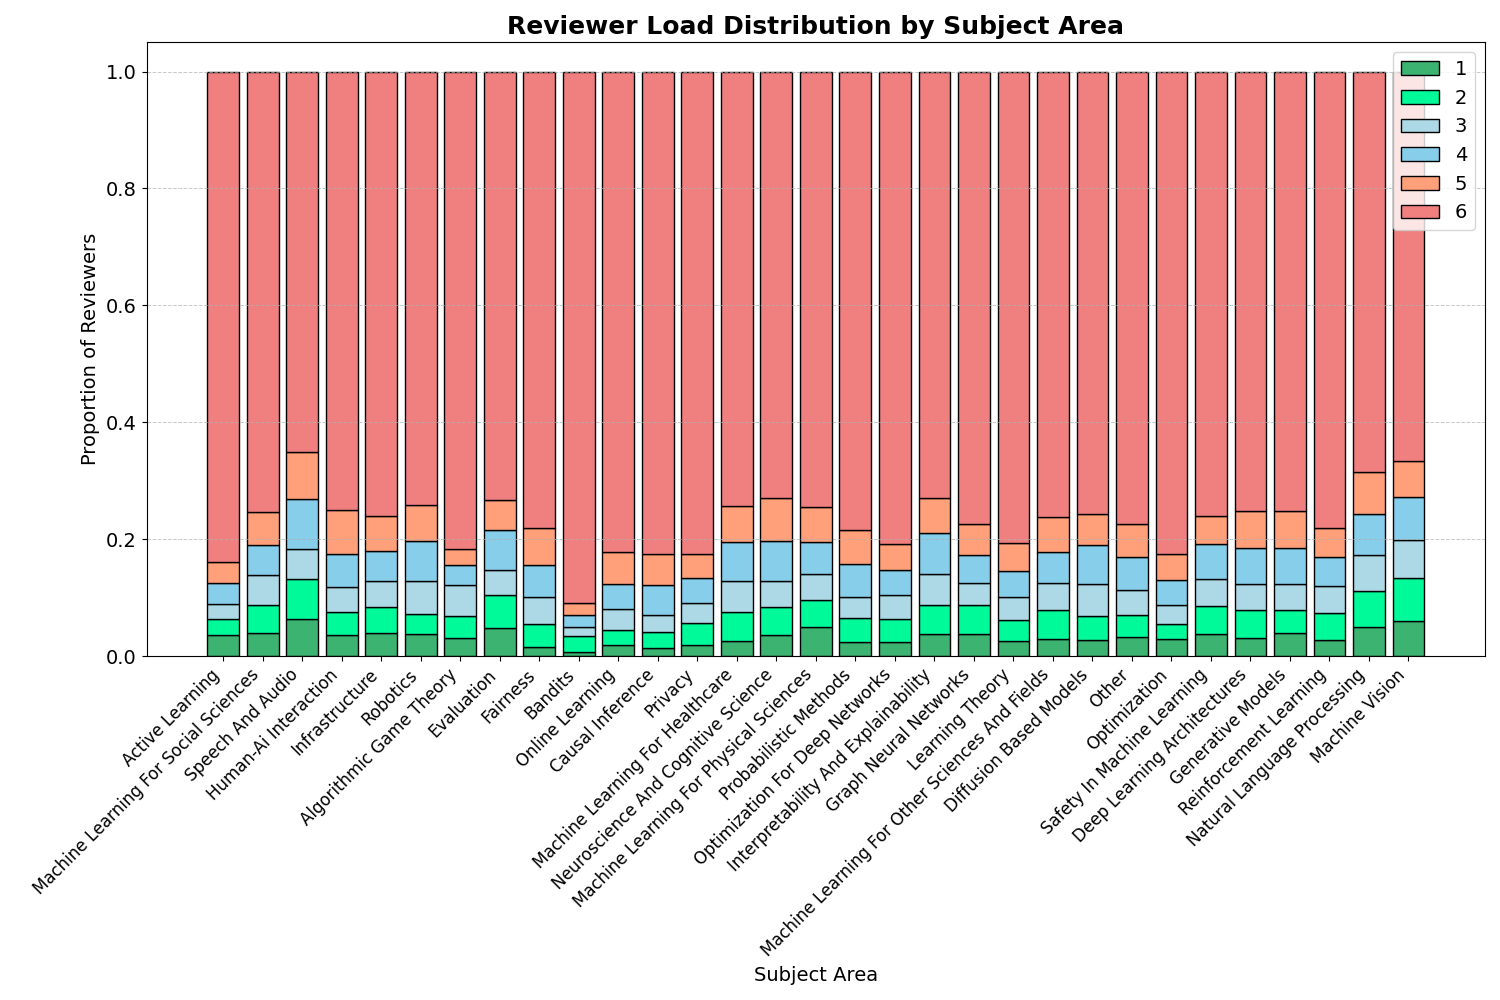 Reviewer Load Distribution by Subject Area
1
2
3
4
5
6
Proportion of Reviewers
1.0
0.8
0.6
0.4
0.2
0.0
Active Learning
Machine Learning For Social Sciences
Speech And Audio
Human-Ai Interaction
Infrastructure
Robotics
Algorithmic Game Theory
Evaluation
Fairness
Bandits
Online Learning
Causal Inference
Privacy
Machine Learning For Healthcare
Neuroscience And Cognitive Science
Machine Learning For Physical Sciences
Probabilistic Methods
Optimization For Deep Networks
Interpretability And Explainability
Graph Neural Networks
Learning Theory
Machine Learning For Other Sciences And Fields
Diffusion Based Models
Other
Optimization
Safety In Machine Learning
Deep Learning Architectures
Generative Models
Reinforcement Learning
Natural Language Processing
Machine Vision
Subject Area